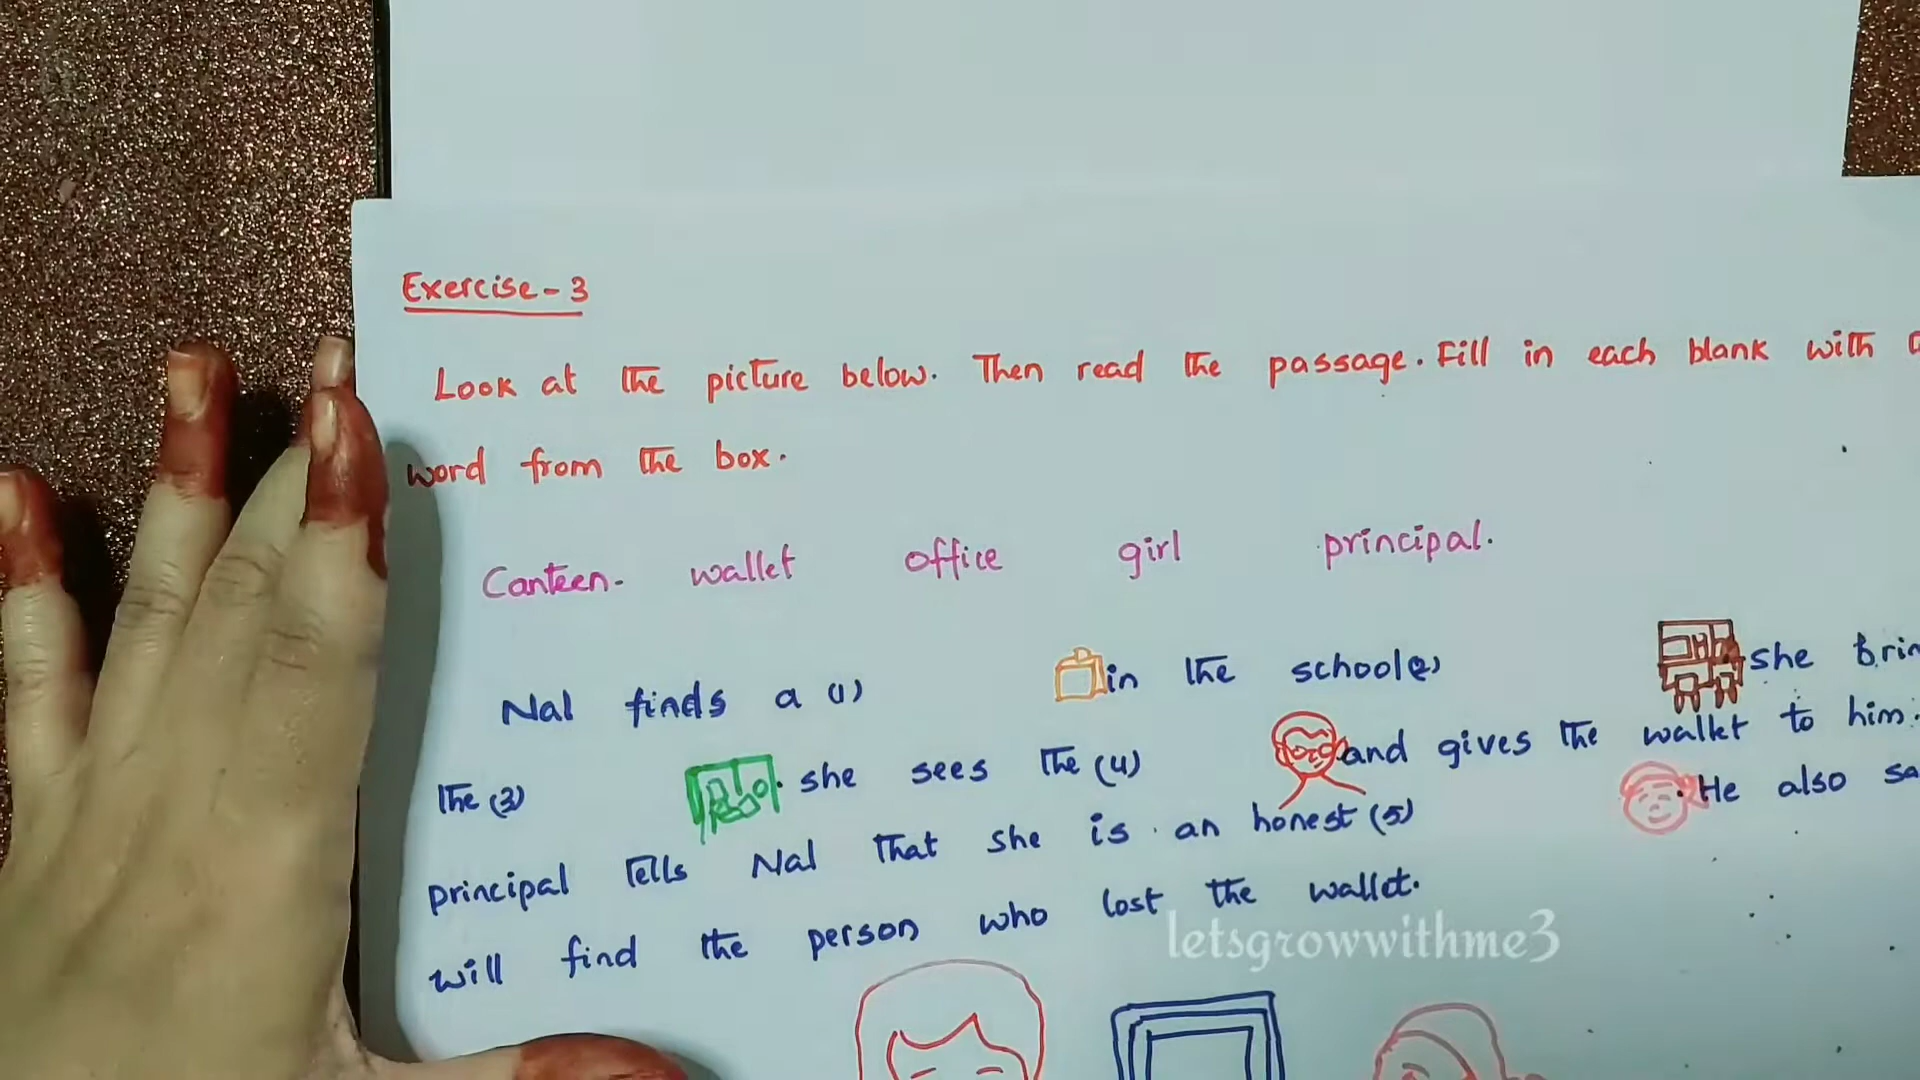 Exercise-3
Look at the picture below. Then read the passage. Fill in each blank with
word from the box.
Canteen. wallet office girl principal.
Nal finds a (1) in the school(2) she
the (3) . she sees the (4) and gives the wallet to him.
principal tells Nal that she is an honest (5) . He also
will find the person who lost the wallet.
letsgrowwithme3